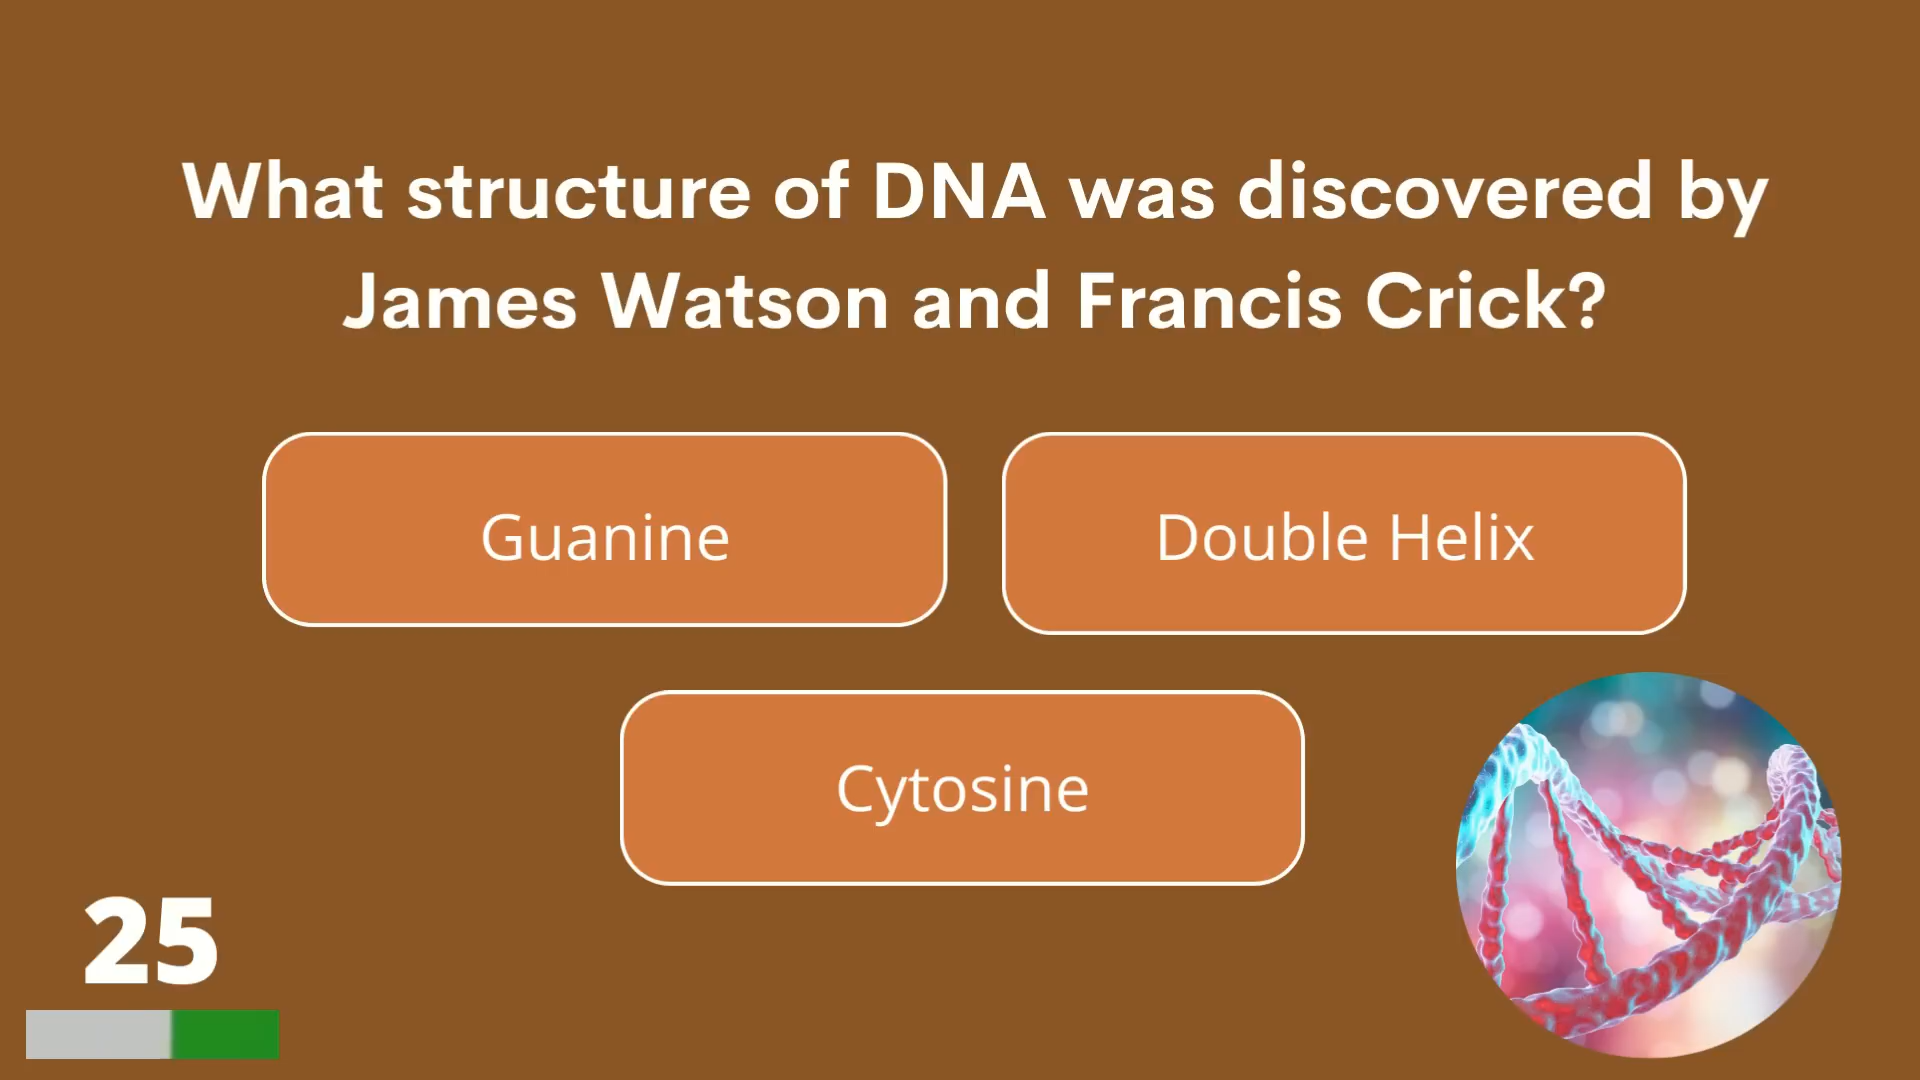 What structure of DNA was discovered by
James Watson and Francis Crick?
Guanine
Double Helix
Cytosine
25